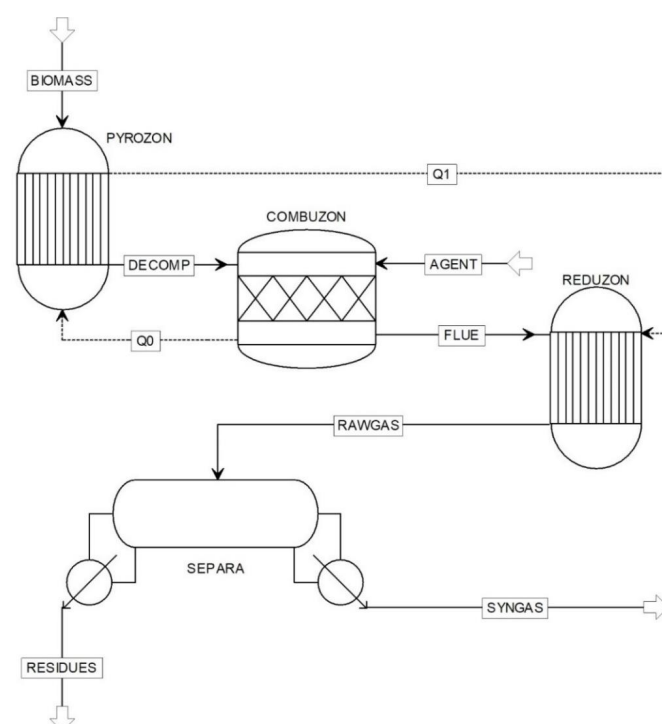 BIOMASS
PYROZON
Q1
COMBUZON
DECOMP
AGENT
REDUZON
Q0
FLUE
RAWGAS
SEPARA
SYNGAS
RESIDUES